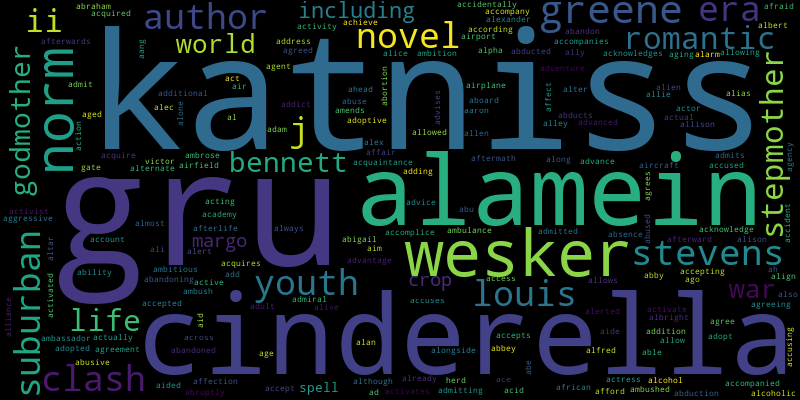 abraham acquired
author
including
activity achieve
accompany
alexander
accidentally
according
airport
greene era
abandon
albert afraid
ii
afterwards
world
address
agreed
novel
romantic
godmother
norm
katniss
aang
admit
aged
action
additional
alec
alone
act
air
al
agent
addict
adam
abuse
amends
adoptive
alex
affair
alice ambition
abortion
ahead
alpha
airplane
advises
aboard
aaron
allen
allowed
abducted
ally
accompanies
acknowledges
aging alarm allowing
adventure
alter
abducts
advanced
alley
affect
alien
allie
actor
actual
allison
alias
admits
accused
agency
stepmother
j
acquire
gate
victor
alternate
ambrose
airfield
bennett
acquaintance
aftermath
adding
along
advance
aircraft
agrees
alamein
gru
activist
aggressive
almost
altar
account
ali
ability
acting
academy
afterlife
alert
margo
always
abigail
aim
advantage
advice
abu
accomplice
ambulance
wesker
admitted
absence
abused
afterward
acknowledge
alison
accident
stevens
suburban
activated
alliance
active
ambitious
abandoning
ambush
accepted
acquires
add
youth
crop
access
louis
allows
abby
accepting
ago
war
ah
align
also
agreeing
life
ambassador actually
adopted agreement
abusive
clash
cinderella
aid
across
abandoned
age
admiral
adult
alive
alan
accuses
accepts
alongside
abbey
alerted
aide
alfred
activate
albright
addition
allow
able
agree
adopt
accusing
aided
affection
abruptly
accept
spell
although
ad
already
activates
herd
admitting
ace
acid
abe
african
actress
afford
alcohol
ambushed
abduction
accompanied
alcoholic